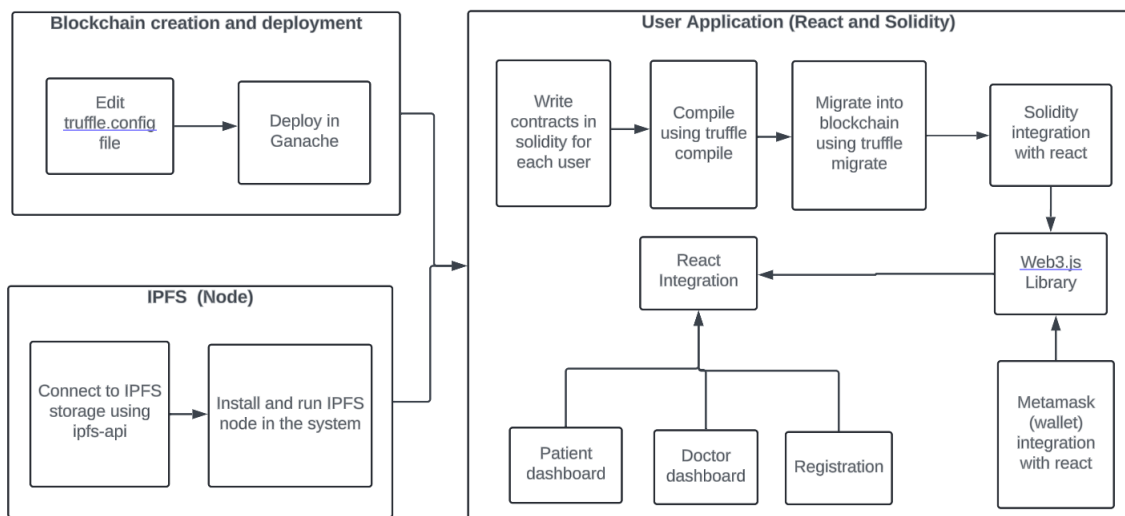 Blockchain creation and deployment
Edit
truffle.config
file
Deploy in
Ganache
IPFS (Node)
Connect to IPFS
storage using
ipfs-api
Install and run IPFS
node in the system
User Application (React and Solidity)
Write
contracts in
solidity for
each user
Compile
using truffle
compile
Migrate into
blockchain
using truffle
migrate
Solidity
integration
with react
React
Integration
Web3.js
Library
Patient
dashboard
Doctor
dashboard
Registration
Metamask
(wallet)
integration
with react